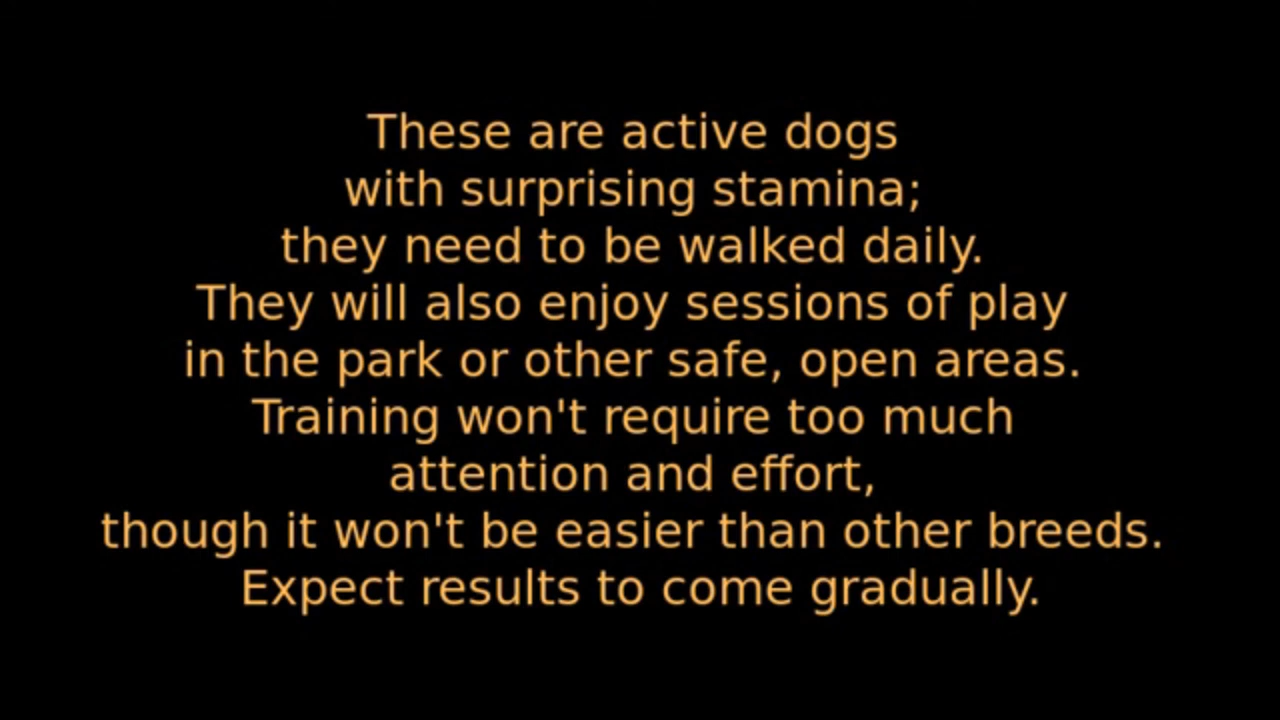 These are active dogs
with surprising stamina;
they need to be walked daily.
They will also enjoy sessions of play
in the park or other safe, open areas.
Training won't require too much
attention and effort,
though it won't be easier than other breeds.
Expect results to come gradually.